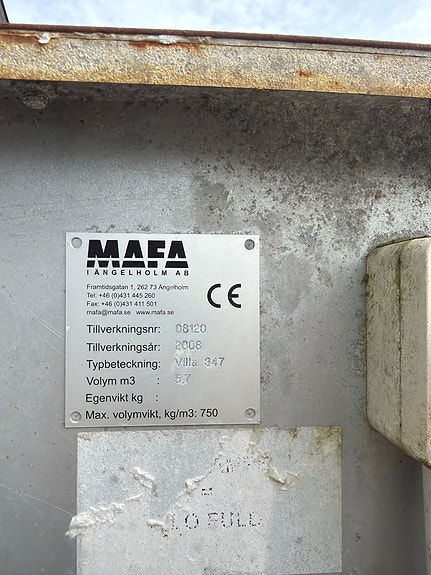 MAFA
I ÄNGELHOLM AB
Framtidsgatan 1, 262 73 Ängelholm
Tel: +46 (0)431 445 260
Fax: +46 (0)431 411 501
mafa@mafa.se www.mafa.se
CE
Tillverkningsnr: 08120
Tillverkningsår: 2008
Typbeteckning: Villa 347
Volym m3 : 5,7
Egenvikt kg :
Max. volymvikt, kg/m3: 750
LO FULL